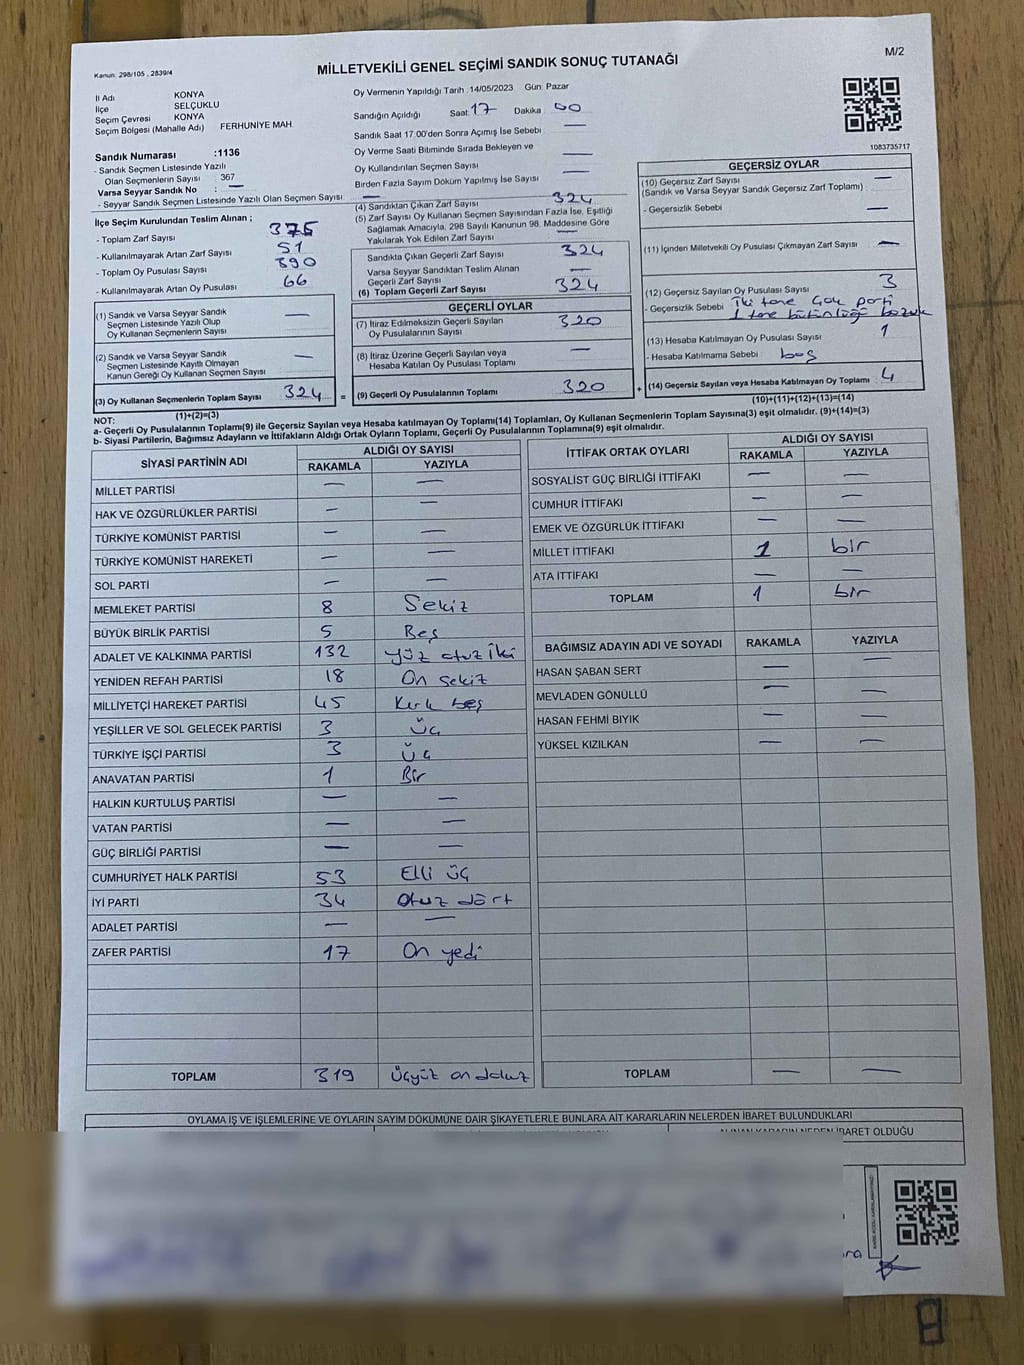 Kanun: 298/105 , 2839/4
MİLLETVEKİLİ GENEL SEÇİMİ SANDIK SONUÇ TUTANAĞI
M/2
İl Adı KONYA
İlçe SELÇUKLU
Seçim Çevresi KONYA
Seçim Bölgesi (Mahalle Adı) FERHUNİYE MAH.
Sandık Numarası :1136
- Sandık Seçmen Listesinde Yazılı
Olan Seçmenlerin Sayısı : 367
Varsa Seyyar Sandık No : —
- Seyyar Sandık Seçmen Listesinde Yazılı Olan Seçmen Sayısı —
Oy Vermenin Yapıldığı Tarih :14/05/2023 Gün: Pazar
Sandığın Açıldığı Saat 17 Dakika 00
Sandık Saat 17:00'den Sonra Açımış İse Sebebi —
Oy Verme Saati Bitiminde Sırada Bekleyen ve
Oy Kullandırılan Seçmen Sayısı —
Birden Fazla Sayım Döküm Yapılmış İse Sayısı —
1083735717
İlçe Seçim Kurulundan Teslim Alınan ;
- Toplam Zarf Sayısı 375
- Kullanılmayarak Artan Zarf Sayısı 51
- Toplam Oy Pusulası Sayısı 390
- Kullanılmayarak Artan Oy Pusulası 66
(4) Sandıktan Çıkan Zarf Sayısı 324
(5) Zarf Sayısı Oy Kullanan Seçmen Sayısından Fazla İse, Eşitliği
Sağlamak Amacıyla, 298 Sayılı Kanunun 98. Maddesine Göre
Yakılarak Yok Edilen Zarf Sayısı —
Sandıkta Çıkan Geçerli Zarf Sayısı 324
Varsa Seyyar Sandıktan Teslim Alınan
Geçerli Zarf Sayısı —
(6) Toplam Geçerli Zarf Sayısı 324
GEÇERSİZ OYLAR
(10) Geçersiz Zarf Sayısı —
(Sandık ve Varsa Seyyar Sandık Geçersiz Zarf Toplamı)
- Geçersizlik Sebebi —
(11) İçinden Milletvekili Oy Pusulası Çıkmayan Zarf Sayısı —
(12) Geçersiz Sayılan Oy Pusulası Sayısı 3
- Geçersizlik Sebebi İki tane Çok parti
1 tane bütünlüğü bozuk
(13) Hesaba Katılmayan Oy Pusulası Sayısı 1
- Hesaba Katılmama Sebebi boş
(14) Geçersiz Sayılan veya Hesaba Katılmayan Oy Toplamı 4
(10)+(11)+(12)+(13)=(14)
(1) Sandık ve Varsa Seyyar Sandık
Seçmen Listesinde Yazılı Olup
Oy Kullanan Seçmen Sayısı —
(2) Sandık ve Varsa Seyyar Sandık
Seçmen Listesinde Kayıtlı Olmayan
Kanun Gereği Oy Kullanan Seçmen Sayısı —
(3) Oy Kullanan Seçmenlerin Toplam Sayısı 324 =
(1)+(2)=(3)
GEÇERLİ OYLAR
(7) İtiraz Edilmeksizin Geçerli Sayılan
Oy Pusulalarının Sayısı 320
(8) İtiraz Üzerine Geçerli Sayılan veya
Hesaba Katılan Oy Pusulası Toplamı —
(9) Geçerli Oy Pusulalarının Toplamı 320 +
NOT:
a- Geçerli Oy Pusulalarının Toplamı(9) ile Geçersiz Sayılan veya Hesaba katılmayan Oy Toplamı(14) Toplamları, Oy Kullanan Seçmenlerin Toplam Sayısına(3) eşit olmalıdır. (9)+(14)=(3)
b- Siyasi Partilerin, Bağımsız Adayların ve İttifakların Aldığı Ortak Oyların Toplamı, Geçerli Oy Pusulalarının Toplamına(9) eşit olmalıdır.
SİYASİ PARTİNİN ADI ALDIĞI OY SAYISI
RAKAMLA YAZIYLA
MİLLET PARTİSİ — —
HAK VE ÖZGÜRLÜKLER PARTİSİ — —
TÜRKİYE KOMÜNİST PARTİSİ — —
TÜRKİYE KOMÜNİST HAREKETİ — —
SOL PARTİ — —
MEMLEKET PARTİSİ 8 Sekiz
BÜYÜK BİRLİK PARTİSİ 5 Beş
ADALET VE KALKINMA PARTİSİ 132 Yüz otuz iki
YENİDEN REFAH PARTİSİ 18 On sekiz
MİLLİYETÇİ HAREKET PARTİSİ 45 Kırk beş
YEŞİLLER VE SOL GELECEK PARTİSİ 3 Üç
TÜRKİYE İŞÇİ PARTİSİ 3 Üç
ANAVATAN PARTİSİ 1 Bir
HALKIN KURTULUŞ PARTİSİ — —
VATAN PARTİSİ — —
GÜÇ BİRLİĞİ PARTİSİ — —
CUMHURİYET HALK PARTİSİ 53 Elli üç
İYİ PARTİ 34 Otuz dört
ADALET PARTİSİ — —
ZAFER PARTİSİ 17 On yedi
TOPLAM 319 Üçyüz on dokuz
İTTİFAK ORTAK OYLARI ALDIĞI OY SAYISI
RAKAMLA YAZIYLA
SOSYALİST GÜÇ BİRLİĞİ İTTİFAKI — —
CUMHUR İTTİFAKI — —
EMEK VE ÖZGÜRLÜK İTTİFAKI — —
MİLLET İTTİFAKI 1 bir
ATA İTTİFAKI — —
TOPLAM 1 bir
BAĞIMSIZ ADAYIN ADI VE SOYADI RAKAMLA YAZIYLA
HASAN ŞABAN SERT — —
MEVLADEN GÖNÜLLÜ — —
HASAN FEHMI BIYIK — —
YÜKSEL KIZILKAN — —
TOPLAM — —
OYLAMA İŞ VE İŞLEMLERİNE VE OYLARIN SAYIM DÖKÜMÜNE DAİR ŞİKAYETLERLE BUNLARA AİT KARARLARIN NELERDEN İBARET BULUNDUKLARI
ALINAN KARARIN NEDEN İBARET OLDUĞU